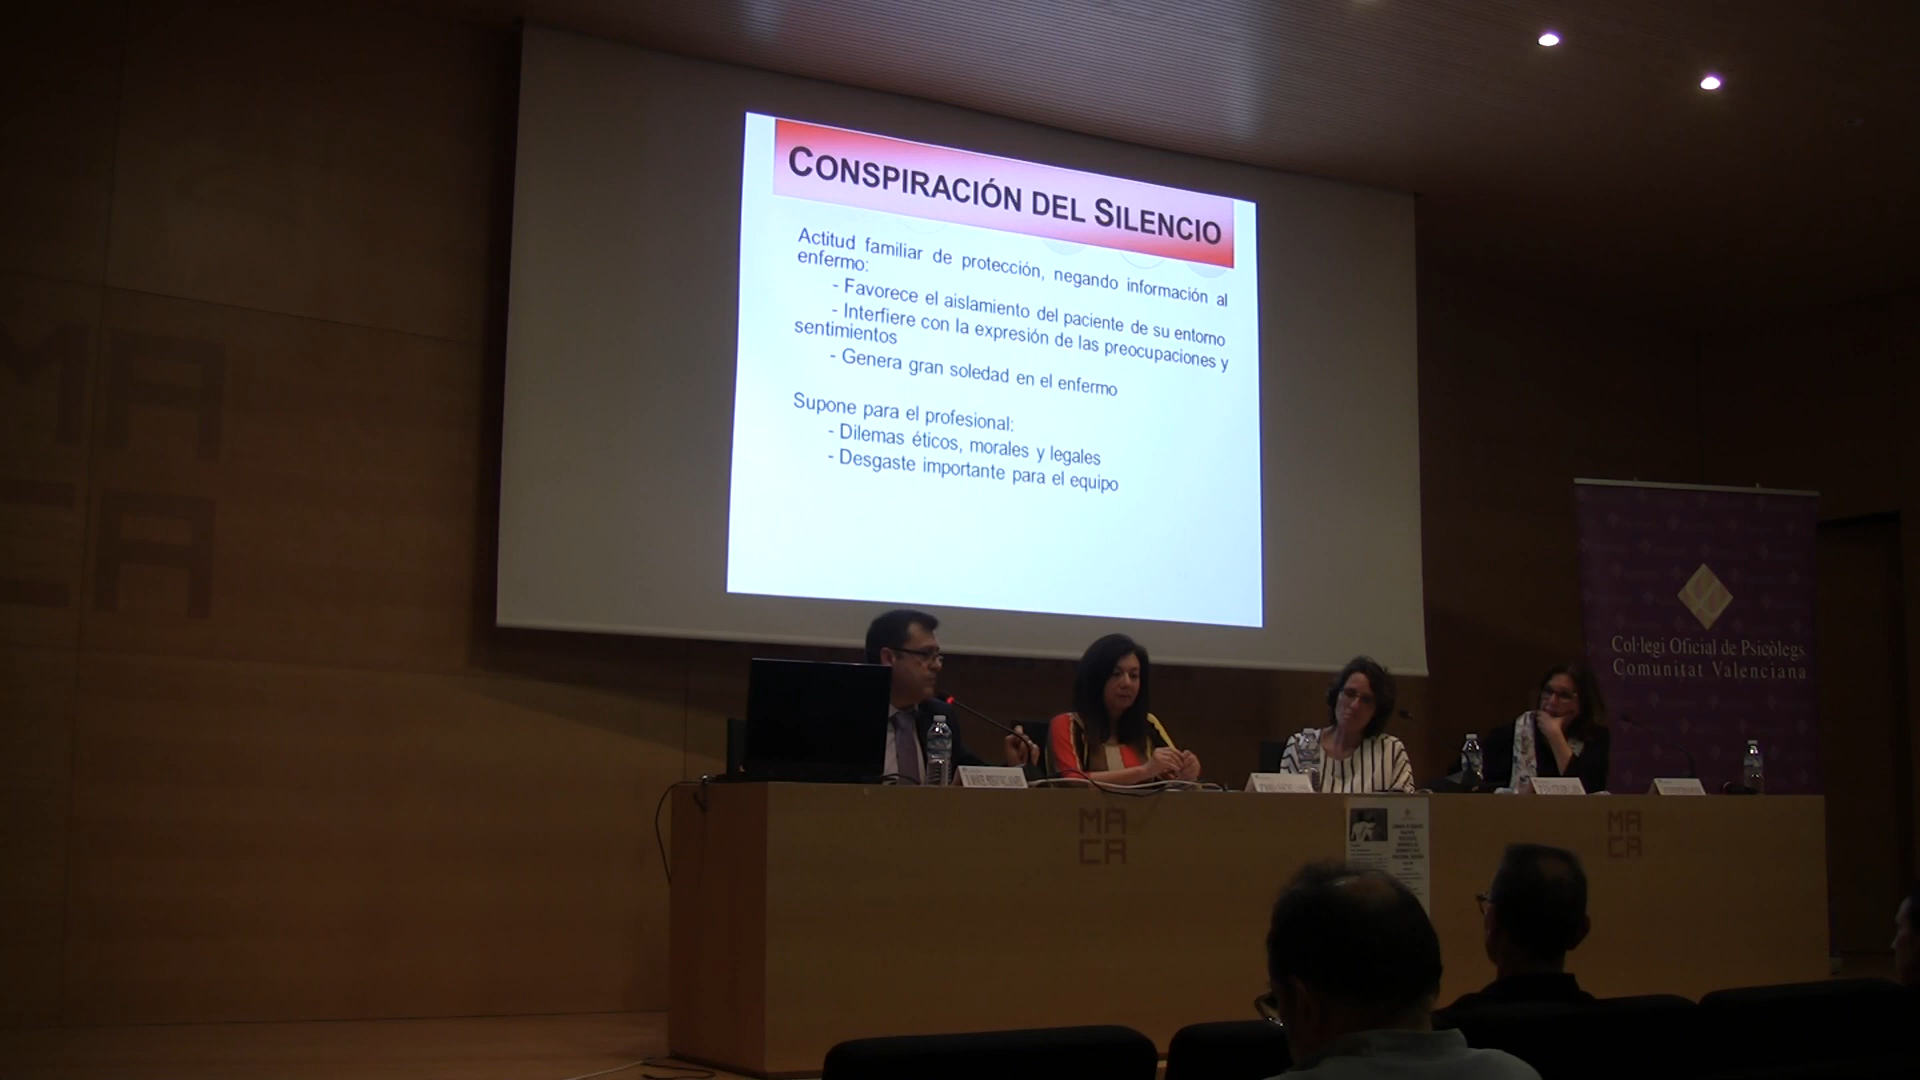 CONSPIRACIÓN DEL SILENCIO
Actitud familiar de protección, negando información al
enfermo:
- Favorece el aislamiento del paciente de su entorno
- Interfiere con la expresión de las preocupaciones y
sentimientos
- Genera gran soledad en el enfermo
Supone para el profesional:
- Dilemas éticos, morales y legales
- Desgaste importante para el equipo
Col·legi Oficial de Psicòlegs
Comunitat Valenciana
MA
CA
MA
CA
MA
CA